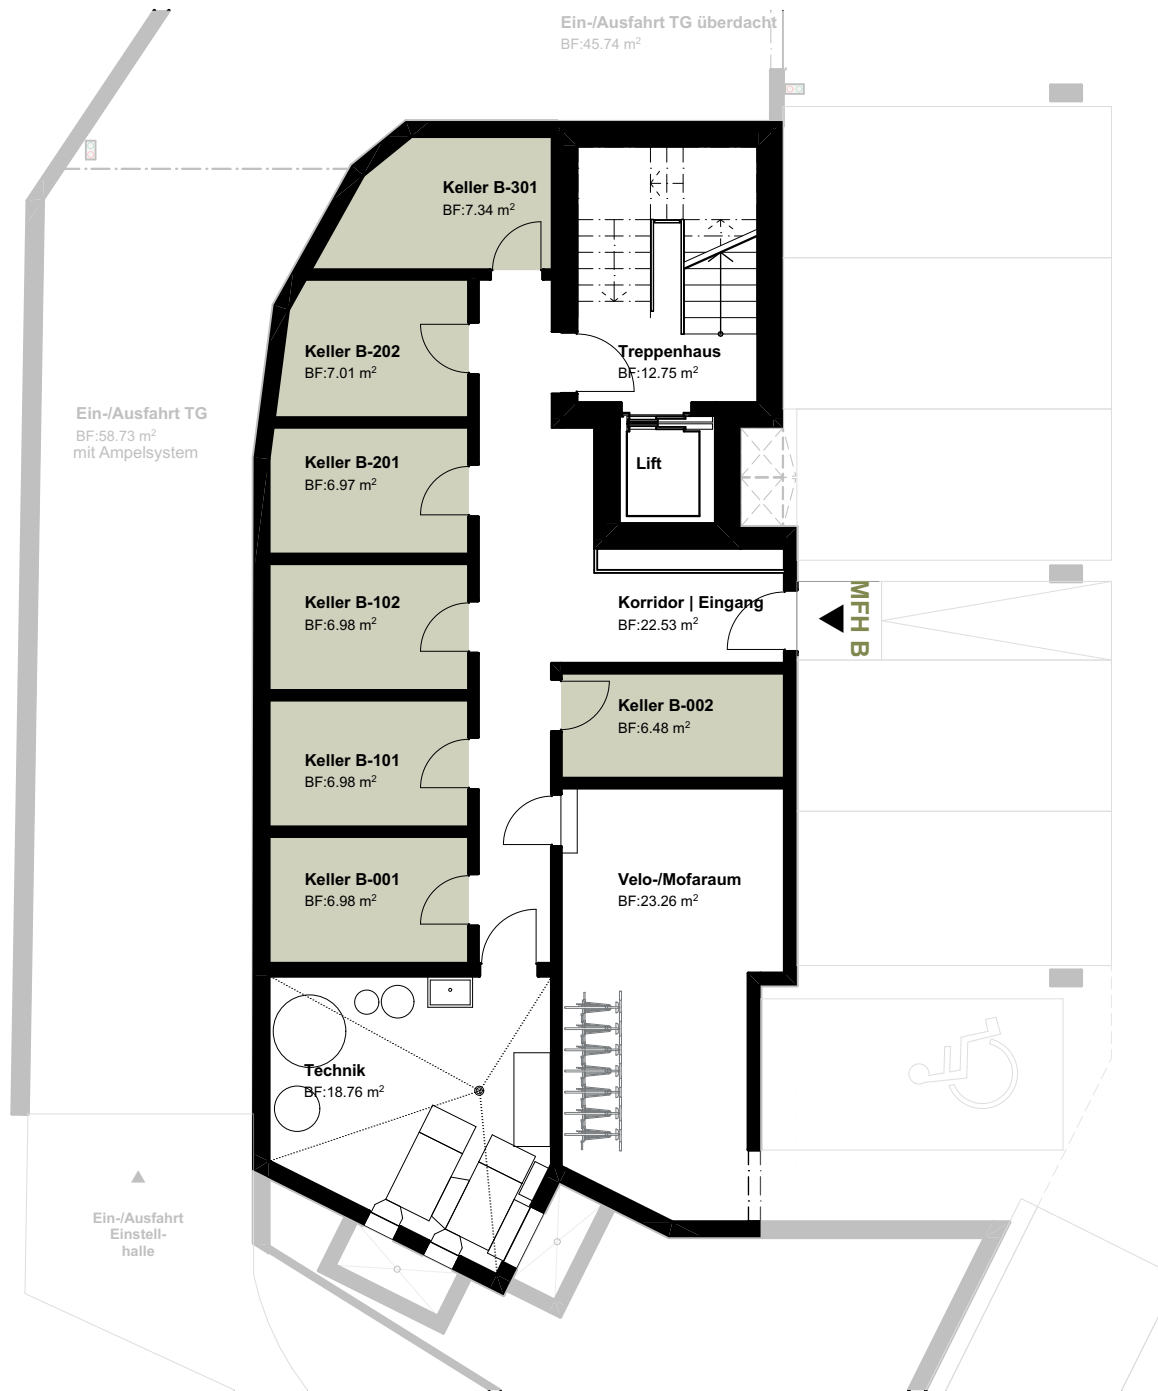 Ein-/Ausfahrt TG überdacht
BF:45.74 m²
Keller B-301
BF:7.34 m²
Keller B-202
BF:7.01 m²
Treppenhaus
BF:12.75 m²
Ein-/Ausfahrt TG
BF:58.73 m²
mit Ampelsystem
Keller B-201
BF:6.97 m²
Lift
Keller B-102
BF:6.98 m²
Korridor | Eingang
BF:22.53 m²
MFH B
Keller B-002
BF:6.48 m²
Keller B-101
BF:6.98 m²
Keller B-001
BF:6.98 m²
Velo-/Mofaraum
BF:23.26 m²
Technik
BF:18.76 m²
Ein-/Ausfahrt
Einstell-
halle